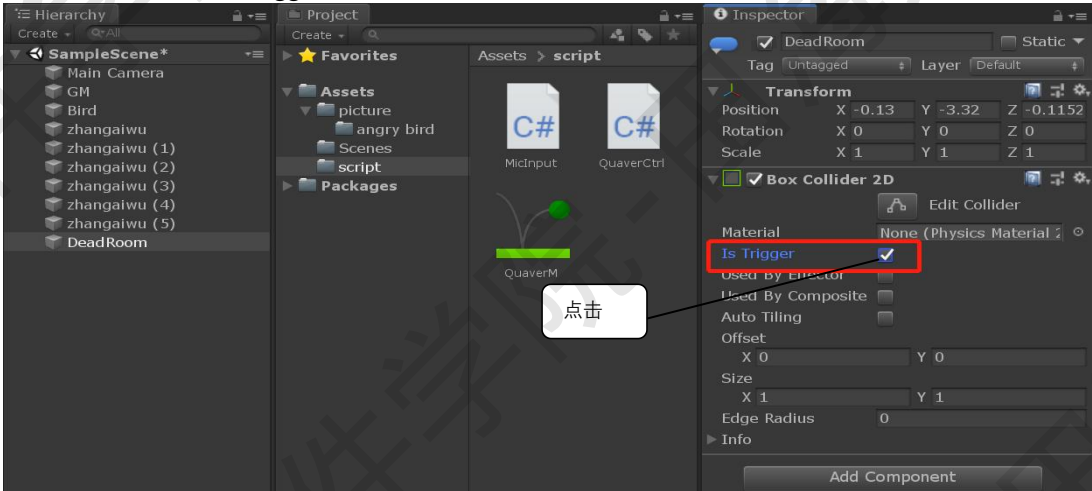 Hierarchy
Create
All
SampleScene*
Main Camera
GM
Bird
zhangaiwu
zhangaiwu (1)
zhangaiwu (2)
zhangaiwu (3)
zhangaiwu (4)
zhangaiwu (5)
DeadRoom
Project
Create
Favorites
Assets
picture
angry bird
Scenes
script
Packages
Assets > script
C#
C#
MicInput
QuaverCtrl
QuaverM
点击
Inspector
DeadRoom
Static
Tag Untagged Layer Default
Transform
Position X -0.13 Y -3.32 Z -0.1152
Rotation X 0 Y 0 Z 0
Scale X 1 Y 1 Z 1
Box Collider 2D
Edit Collider
Material None (Physics Material 2
Is Trigger
Used By Effector
Used By Composite
Auto Tiling
Offset
X 0 Y 0
Size
X 1 Y 1
Edge Radius 0
Info
Add Component